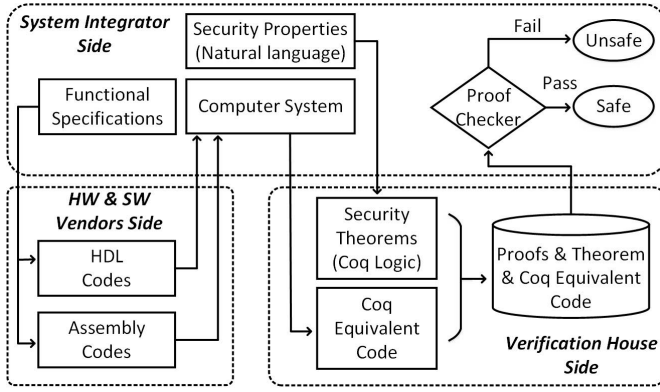 System Integrator
Side
Security Properties
(Natural language)
Fail
Unsafe
Functional
Specifications
Computer System
Proof
Checker
Pass
Safe
HW & SW
Vendors Side
HDL
Codes
Assembly
Codes
Security
Theorems
(Coq Logic)
Coq
Equivalent
Code
Proofs & Theorem
& Coq Equivalent
Code
Verification House
Side